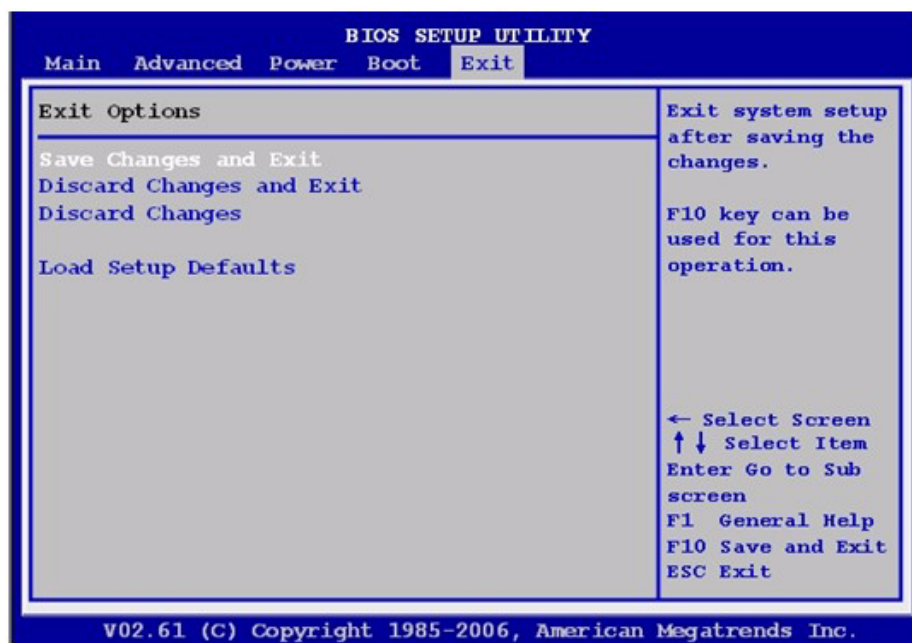 BIOS SETUP UTILITY
Main Advanced Power Boot Exit
Exit Options
Save Changes and Exit
Discard Changes and Exit
Discard Changes
Load Setup Defaults
Exit system setup
after saving the
changes.
F10 key can be
used for this
operation.
← Select Screen
↑↓ Select Item
Enter Go to Sub
screen
F1 General Help
F10 Save and Exit
ESC Exit
V02.61 (C) Copyright 1985-2006, American Megatrends Inc.